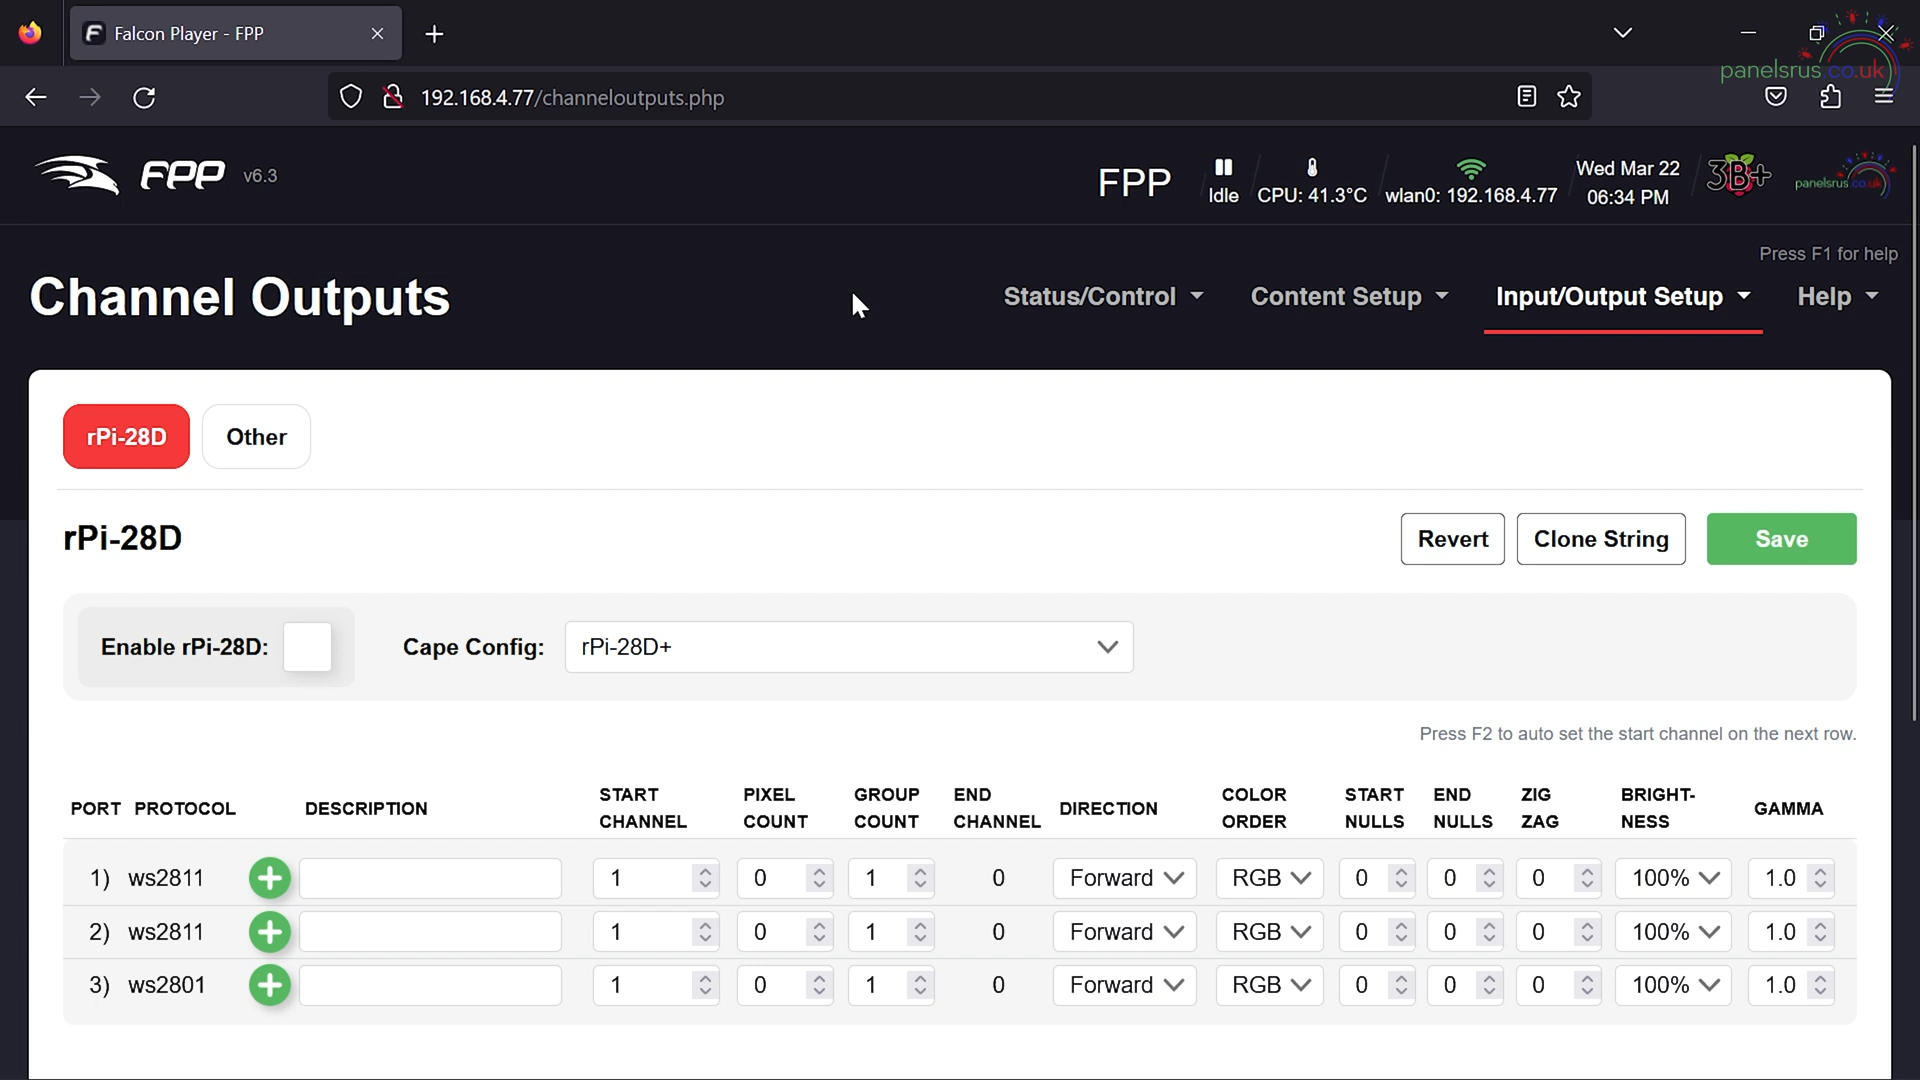 Falcon Player - FPP
panelsrus.co.uk
192.168.4.77/channeloutputs.php
FPP v6.3
FPP
Idle
CPU: 41.3°C
wlan0: 192.168.4.77
Wed Mar 22
06:34 PM
3B+
panelsrus.co.uk
Press F1 for help
Channel Outputs
Status/Control
Content Setup
Input/Output Setup
Help
rPi-28D
Other
rPi-28D
Revert
Clone String
Save
Enable rPi-28D:
Cape Config:
rPi-28D+
Press F2 to auto set the start channel on the next row.
PORT PROTOCOL DESCRIPTION START CHANNEL PIXEL COUNT GROUP COUNT END CHANNEL DIRECTION COLOR ORDER START NULLS END NULLS ZIG ZAG BRIGHT-NESS GAMMA
1) ws2811 1 0 1 0 Forward RGB 0 0 0 100% 1.0
2) ws2811 1 0 1 0 Forward RGB 0 0 0 100% 1.0
3) ws2801 1 0 1 0 Forward RGB 0 0 0 100% 1.0